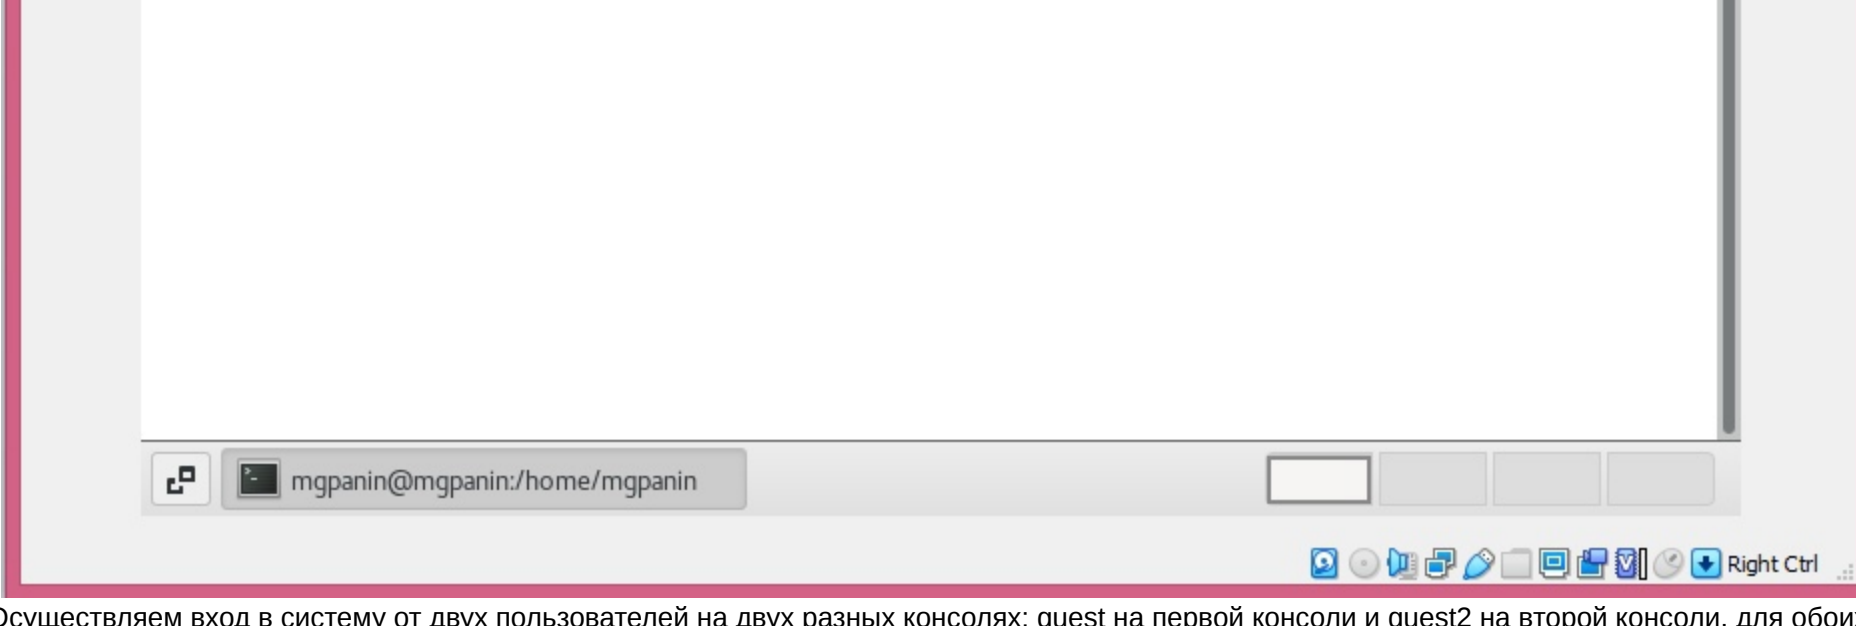 mgpanin@mgpanin:/home/mgpanin
Right Ctrl
Осуществляем вход в систему от двух пользователей на двух разных консолях: guest на первой консоли и guest2 на второй консоли, для обоих